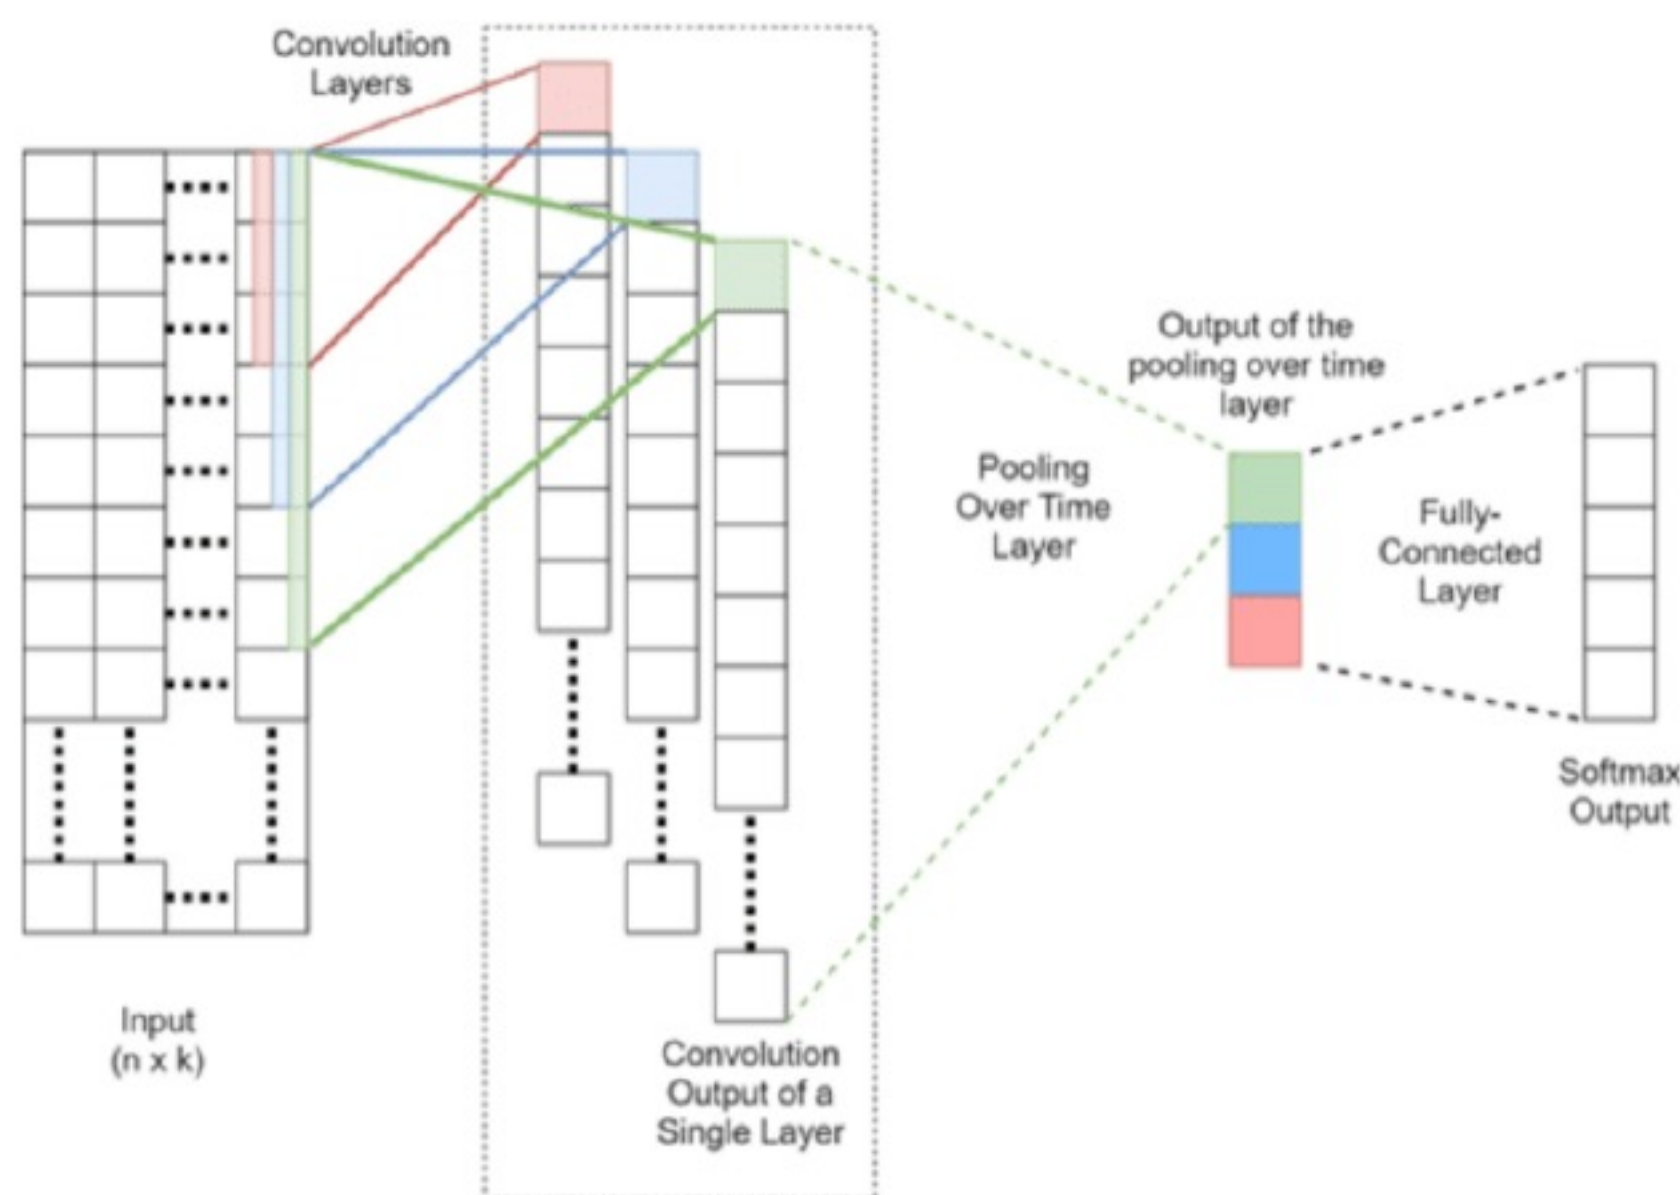 Convolution
Layers
Output of the
pooling over time
layer
Pooling
Over Time
Layer
Fully-
Connected
Layer
Softmax
Output
Input
(n x k)
Convolution
Output of a
Single Layer